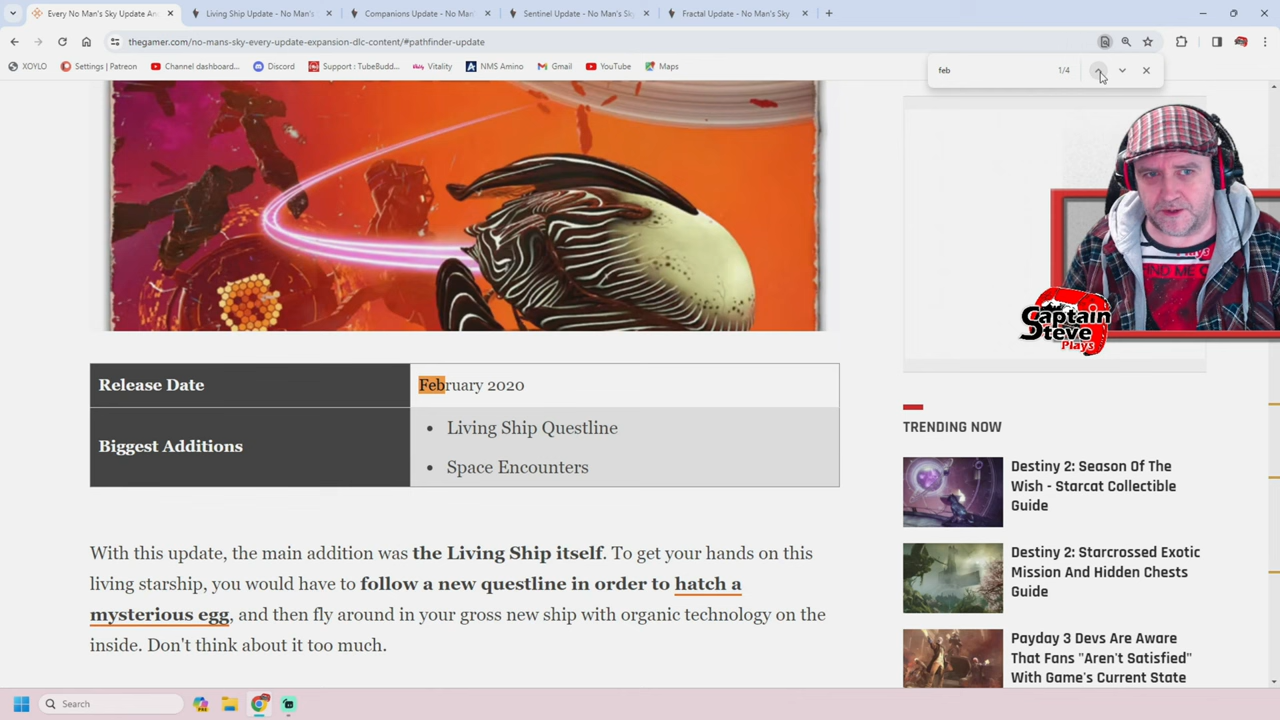 Every No Man's Sky Update An
Living Ship Update - No Man's
Companions Update - No Man'
Sentinel Update - No Man's Sk
Fractal Update - No Man's Sky
thegamer.com/no-mans-sky-every-update-expansion-dlc-content/#pathfinder-update
XOYLO
Settings | Patreon
Channel dashboard...
Discord
Support : TubeBudd...
Vidiq Vitality
NMS Amino
Gmail
YouTube
Maps
feb
1/4
Captain
Steve
Plays
Release Date
February 2020
Biggest Additions
• Living Ship Questline
• Space Encounters
With this update, the main addition was the Living Ship itself. To get your hands on this
living starship, you would have to follow a new questline in order to hatch a
mysterious egg, and then fly around in your gross new ship with organic technology on the
inside. Don't think about it too much.
TRENDING NOW
Destiny 2: Season Of The
Wish - Starcat Collectible
Guide
Destiny 2: Starcrossed Exotic
Mission And Hidden Chests
Guide
Payday 3 Devs Are Aware
That Fans "Aren't Satisfied"
With Game's Current State
Search